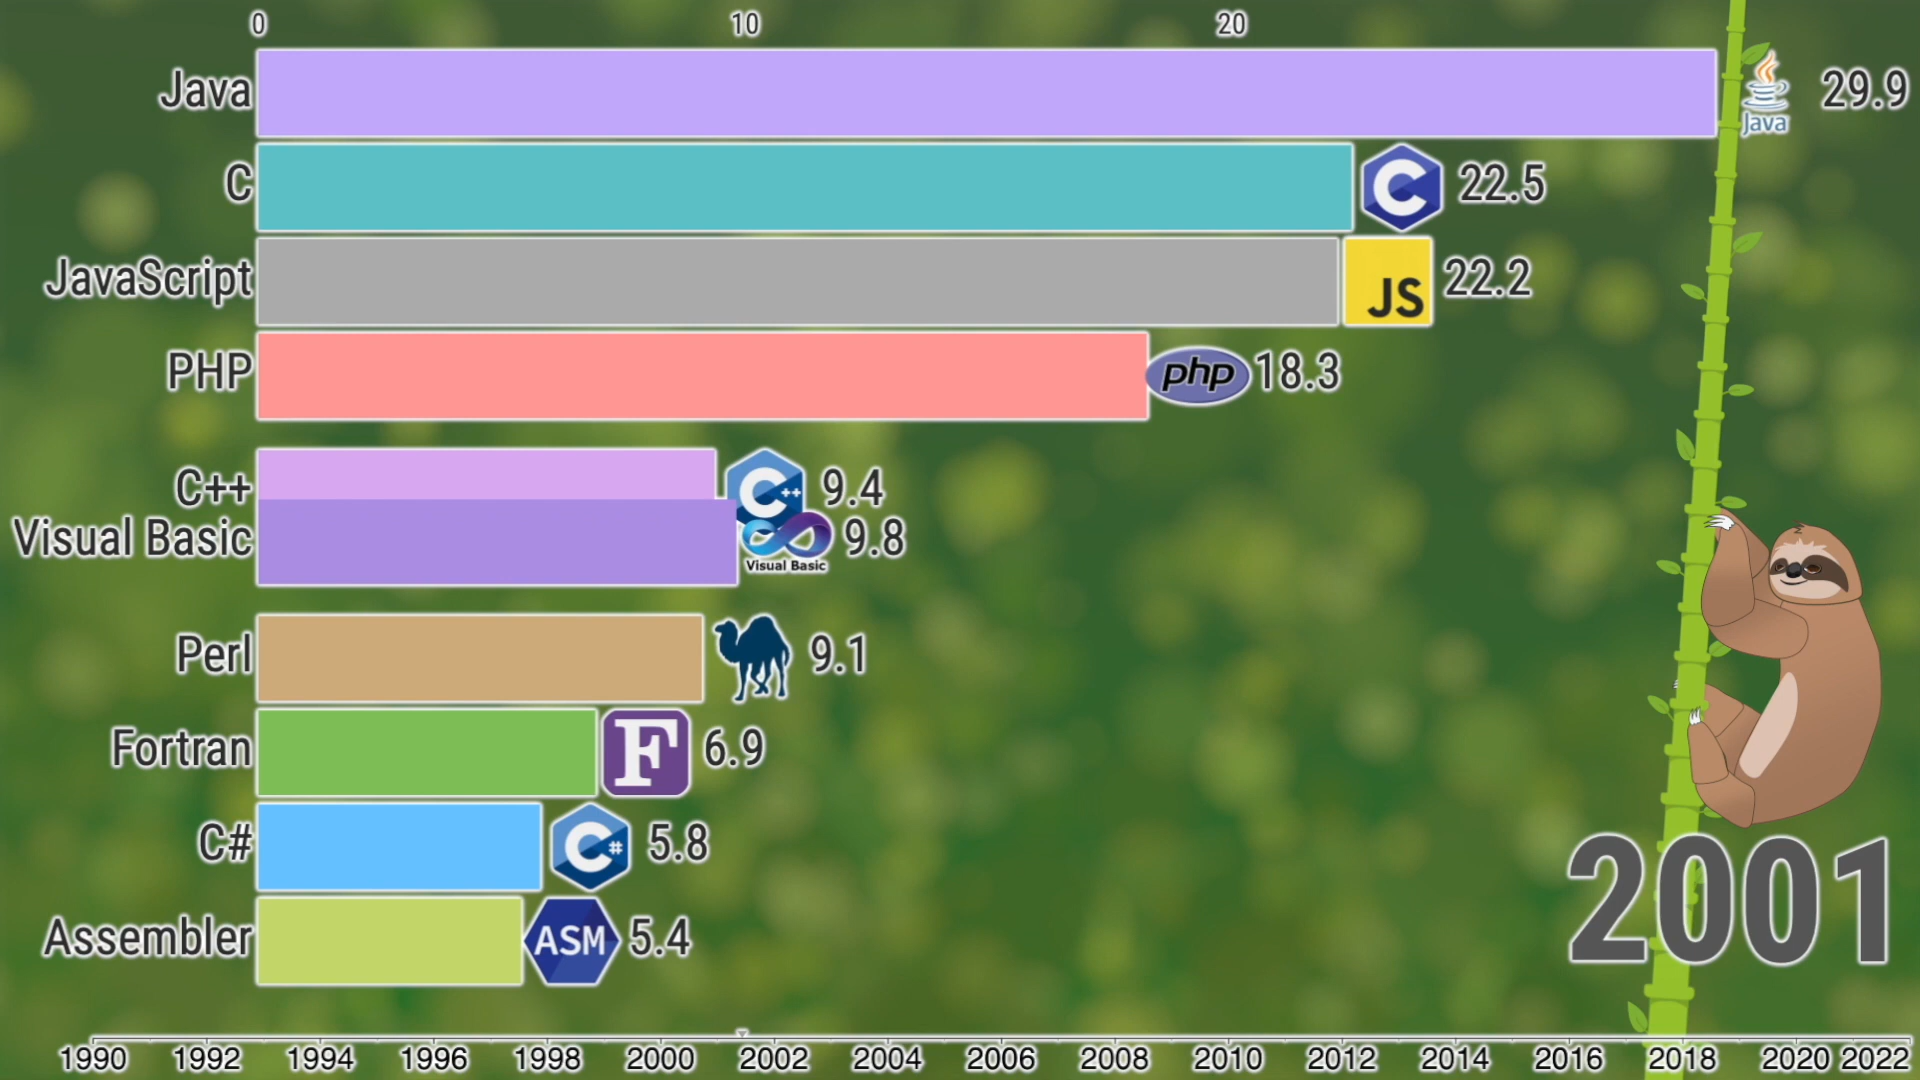 0 10 20
Java Java 29.9
C C 22.5
JavaScript JS 22.2
PHP php 18.3
C++ C++ 9.4
Visual Basic Visual Basic 9.8
Perl 9.1
Fortran F 6.9
C# C# 5.8
Assembler ASM 5.4
2001
1990 1992 1994 1996 1998 2000 2002 2004 2006 2008 2010 2012 2014 2016 2018 2020 2022